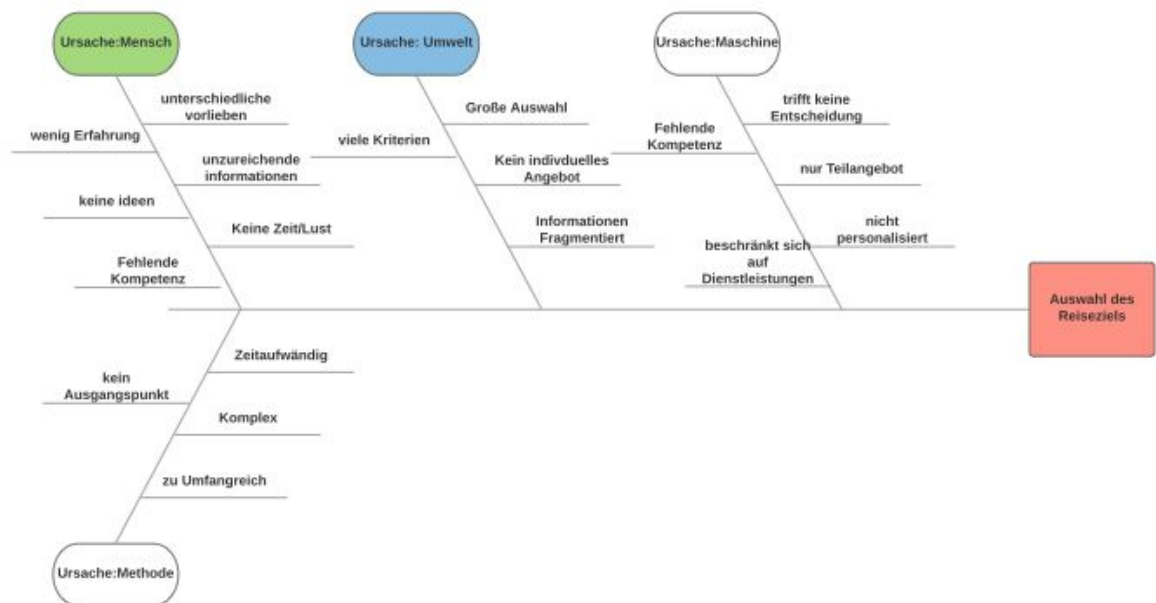 Ursache:Mensch
unterschiedliche
vorlieben
wenig Erfahrung
unzureichende
informationen
keine ideen
Keine Zeit/Lust
Fehlende
Kompetenz
Ursache: Umwelt
Große Auswahl
viele Kriterien
Kein indivduelles
Angebot
Informationen
Fragmentiert
Ursache:Maschine
trifft keine
Entscheidung
Fehlende
Kompetenz
nur Teilangebot
nicht
personalisiert
beschränkt sich
auf
Dienstleistungen
Auswahl des
Reiseziels
Zeitaufwändig
kein
Ausgangspunkt
Komplex
zu Umfangreich
Ursache:Methode